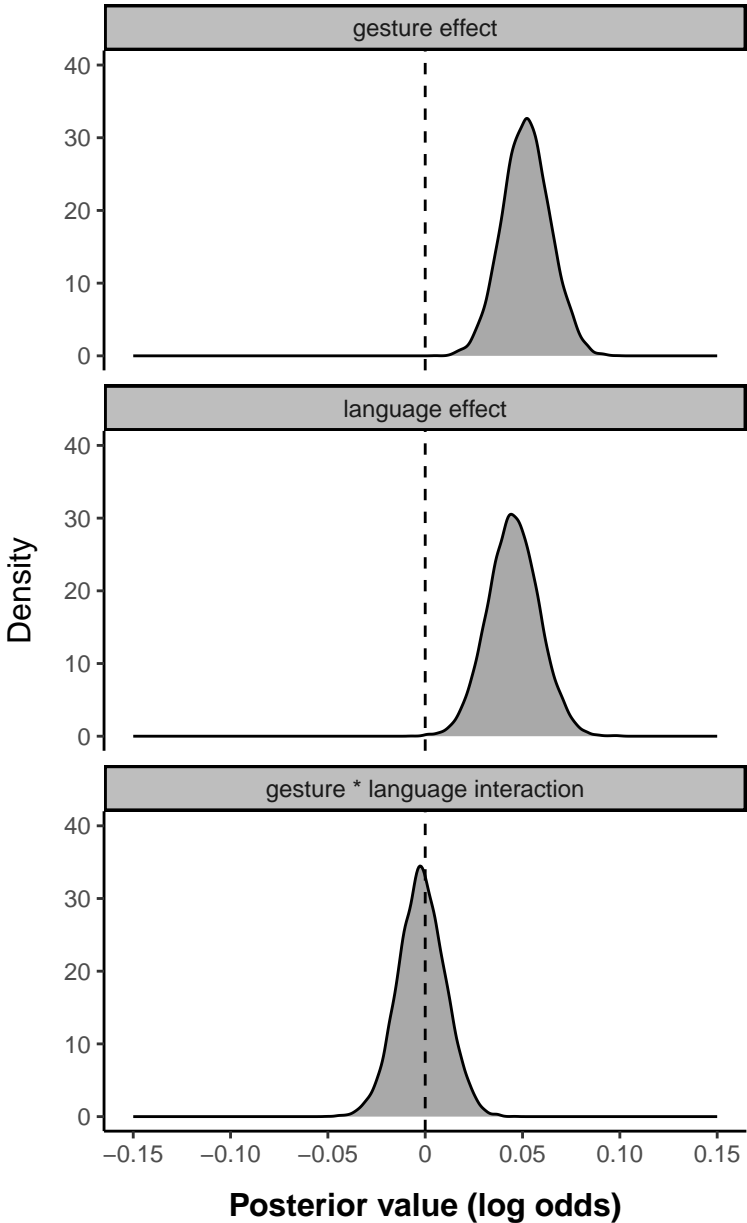 gesture effect
40
30
20
10
0
language effect
40
30
20
10
0
gesture * language interaction
40
30
20
10
0
−0.15 −0.10 −0.05 0 0.05 0.10 0.15
Density
Posterior value (log odds)